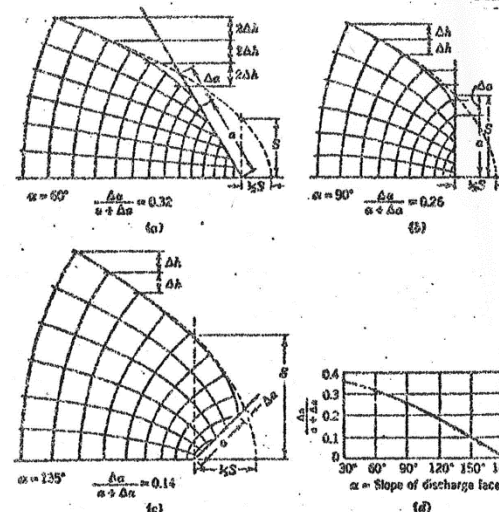 2Δh
2Δh
2Δh
Δa
a
S
½S
α = 60°
Δa / a + Δa = 0.32
(a)
Δh
Δh
Δa
a
S
½S
α = 90°
Δa / a + Δa = 0.26
(b)
Δh
Δh
S
Δa
a
½S
α = 135°
Δa / a + Δa = 0.14
(c)
0.4
0.3
0.2
0.1
0
Δa / a + Δa
30° 60° 90° 120° 150°
α = Slope of discharge face
(d)